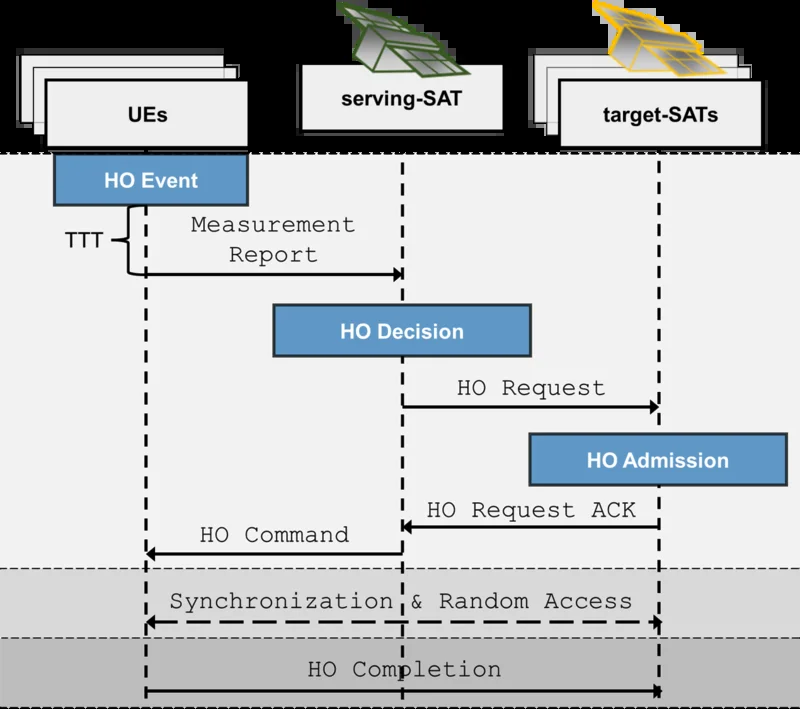 UEs
serving-SAT
target-SATs
HO Event
TTT
Measurement
Report
HO Decision
HO Request
HO Admission
HO Request ACK
HO Command
Synchronization & Random Access
HO Completion